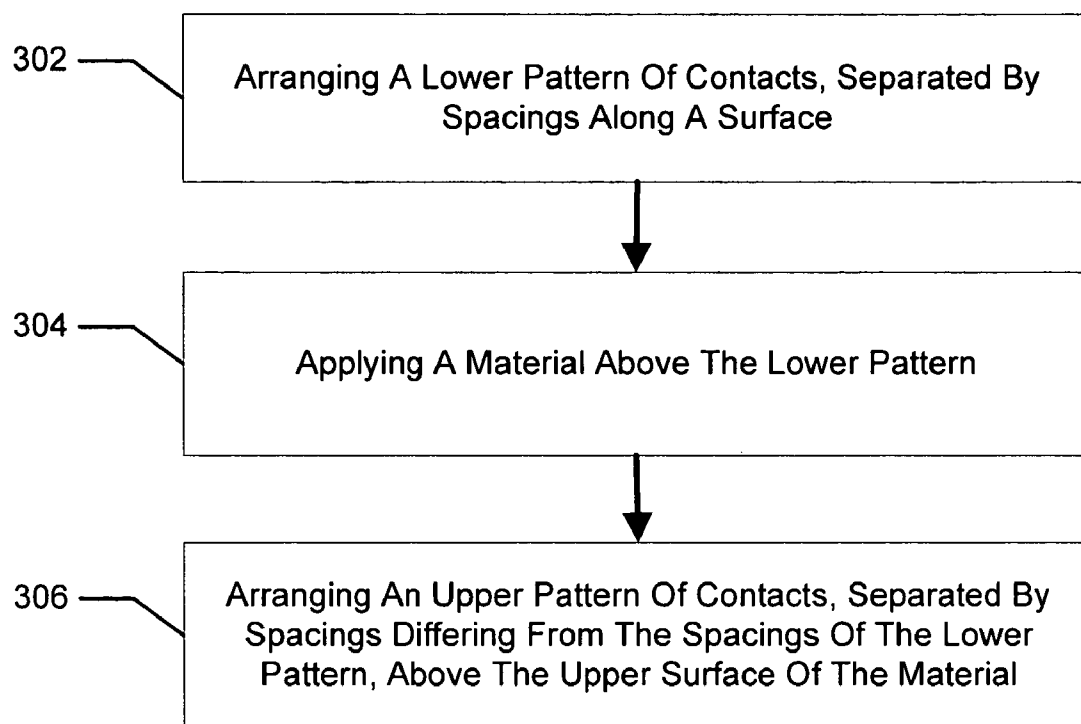 302
Arranging A Lower Pattern Of Contacts, Separated By
Spacings Along A Surface
304
Applying A Material Above The Lower Pattern
306
Arranging An Upper Pattern Of Contacts, Separated By
Spacings Differing From The Spacings Of The Lower
Pattern, Above The Upper Surface Of The Material